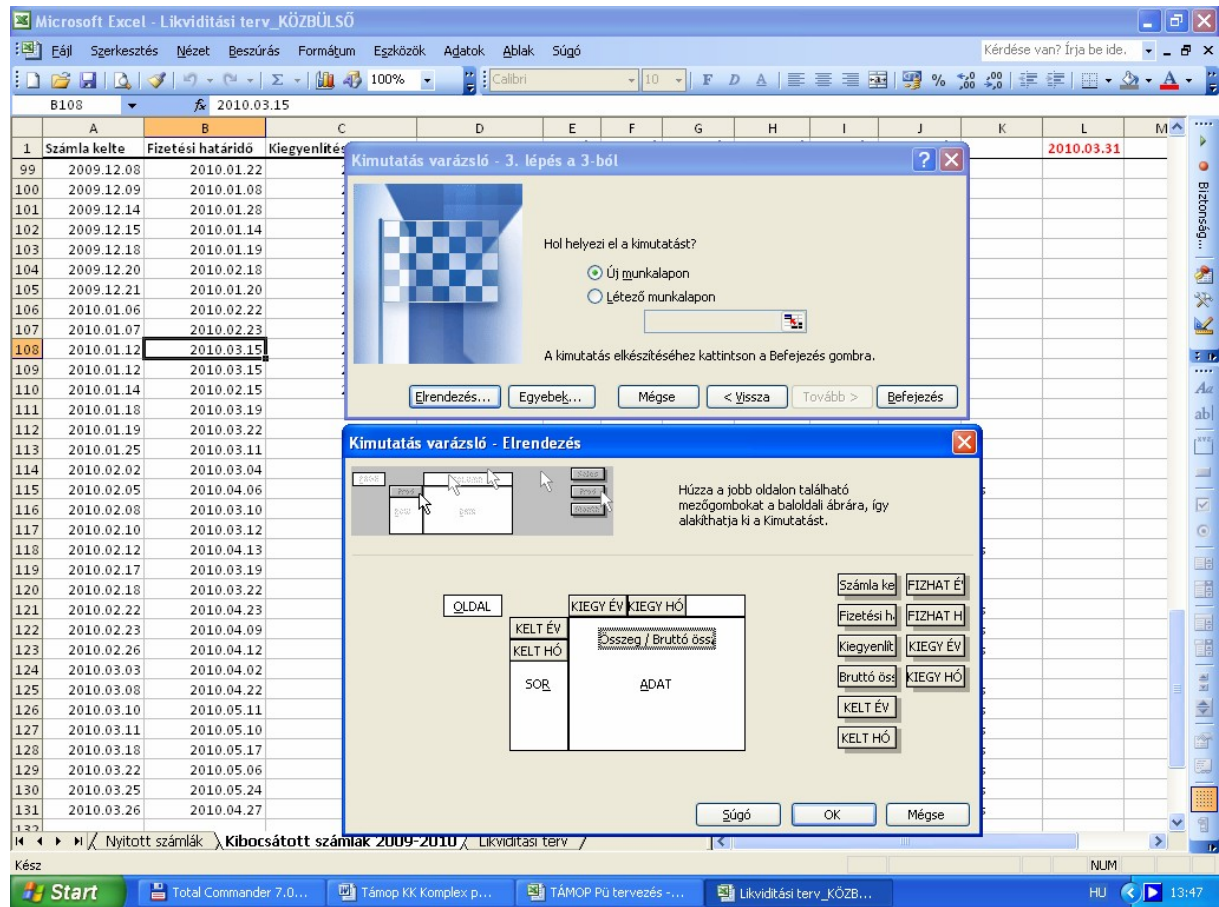 Microsoft Excel - Likviditási terv_KÖZBÜLSŐ
Fájl Szerkesztés Nézet Beszúrás Formátum Eszközök Adatok Ablak Súgó Kérdése van? Írja be ide.
100% Calibri 10 F D A
B108 fx 2010.03.15
A B C D E F G H I J K L M
1 Számla kelte Fizetési határidő Kiegyenlítés 2010.03.31
99 2009.12.08 2010.01.22
100 2009.12.09 2010.01.08
101 2009.12.14 2010.01.28
102 2009.12.15 2010.01.14
103 2009.12.18 2010.01.19
104 2009.12.20 2010.02.18
105 2009.12.21 2010.01.20
106 2010.01.06 2010.02.22
107 2010.01.07 2010.02.23
108 2010.01.12 2010.03.15
109 2010.01.12 2010.03.15
110 2010.01.14 2010.02.15
111 2010.01.18 2010.03.19
112 2010.01.19 2010.03.22
113 2010.01.25 2010.03.11
114 2010.02.02 2010.03.04
115 2010.02.05 2010.04.06
116 2010.02.08 2010.03.10
117 2010.02.10 2010.03.12
118 2010.02.12 2010.04.13
119 2010.02.17 2010.03.19
120 2010.02.18 2010.03.22
121 2010.02.22 2010.04.23
122 2010.02.23 2010.04.09
123 2010.02.26 2010.04.12
124 2010.03.03 2010.04.02
125 2010.03.08 2010.04.22
126 2010.03.10 2010.05.11
127 2010.03.11 2010.05.10
128 2010.03.18 2010.05.17
129 2010.03.22 2010.05.06
130 2010.03.25 2010.05.24
131 2010.03.26 2010.04.27
132
Kimutatás varázsló - 3. lépés a 3-ból
Hol helyezi el a kimutatást?
Új munkalapon
Létező munkalapon
A kimutatás elkészítéséhez kattintson a Befejezés gombra.
Elrendezés... Egyebek... Mégse < Vissza Tovább > Befejezés
Kimutatás varázsló - Elrendezés
Húzza a jobb oldalon található
mezőgombokat a baloldali ábrára, így
alakíthatja ki a Kimutatást.
OLDAL KIEGY ÉV KIEGY HÓ
KELT ÉV
KELT HÓ
Összeg / Bruttó össz
SOR ADAT
Számla ke FIZHAT É
Fizetési h FIZHAT H
Kiegyenlít KIEGY ÉV
Bruttó öss KIEGY HÓ
KELT ÉV
KELT HÓ
Súgó OK Mégse
Biztonság...
Nyitott számlák Kibocsátott számlák 2009-2010 Likviditási terv
Kész NUM
Start Total Commander 7.0... Támop KK Komplex p... TÁMOP Pü tervezés -... Likviditási terv_KÖZB... HU 13:47